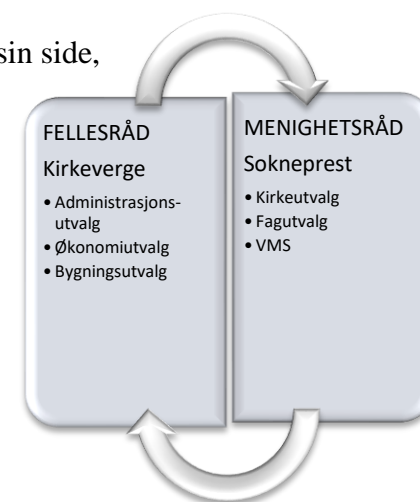 sin side,
FELLESRÅD
Kirkeverge
• Administrasjons-
utvalg
• Økonomiutvalg
• Bygningsutvalg
MENIGHETSRÅD
Sokneprest
• Kirkeutvalg
• Fagutvalg
• VMS